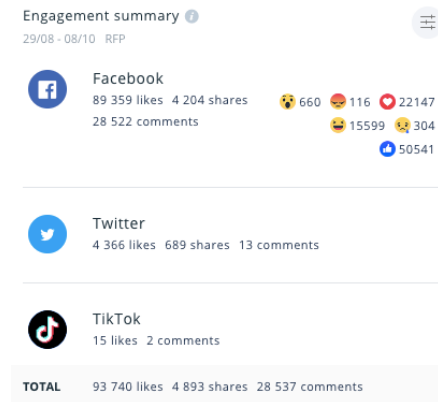 Engagement summary
29/08 - 08/10 RFP
Facebook
89 359 likes 4 204 shares
28 522 comments
660 116 22147
15599 304
50541
Twitter
4 366 likes 689 shares 13 comments
TikTok
15 likes 2 comments
TOTAL 93 740 likes 4 893 shares 28 537 comments